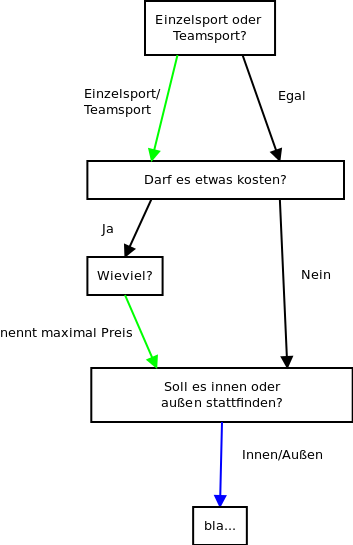 Einzelsport oder
Teamsport?
Einzelsport/
Teamsport
Egal
Darf es etwas kosten?
Ja
Wieviel?
Nein
nennt maximal Preis
Soll es innen oder
außen stattfinden?
Innen/Außen
bla...